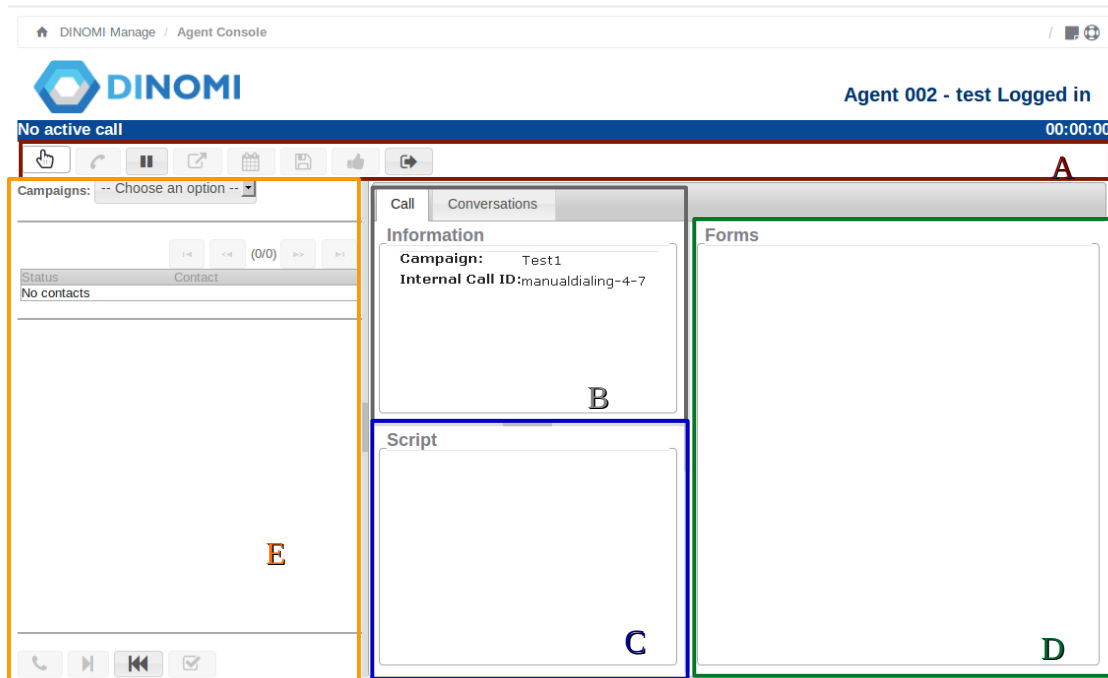 DINOMI Manage / Agent Console /
DINOMI
Agent 002 - test Logged in
No active call 00:00:00
A
Campaigns: -- Choose an option --
(0/0)
Status Contact
No contacts
E
Call Conversations
Information
Campaign: Test1
Internal Call ID: manualdialing-4-7
B
Script
C
Forms
D